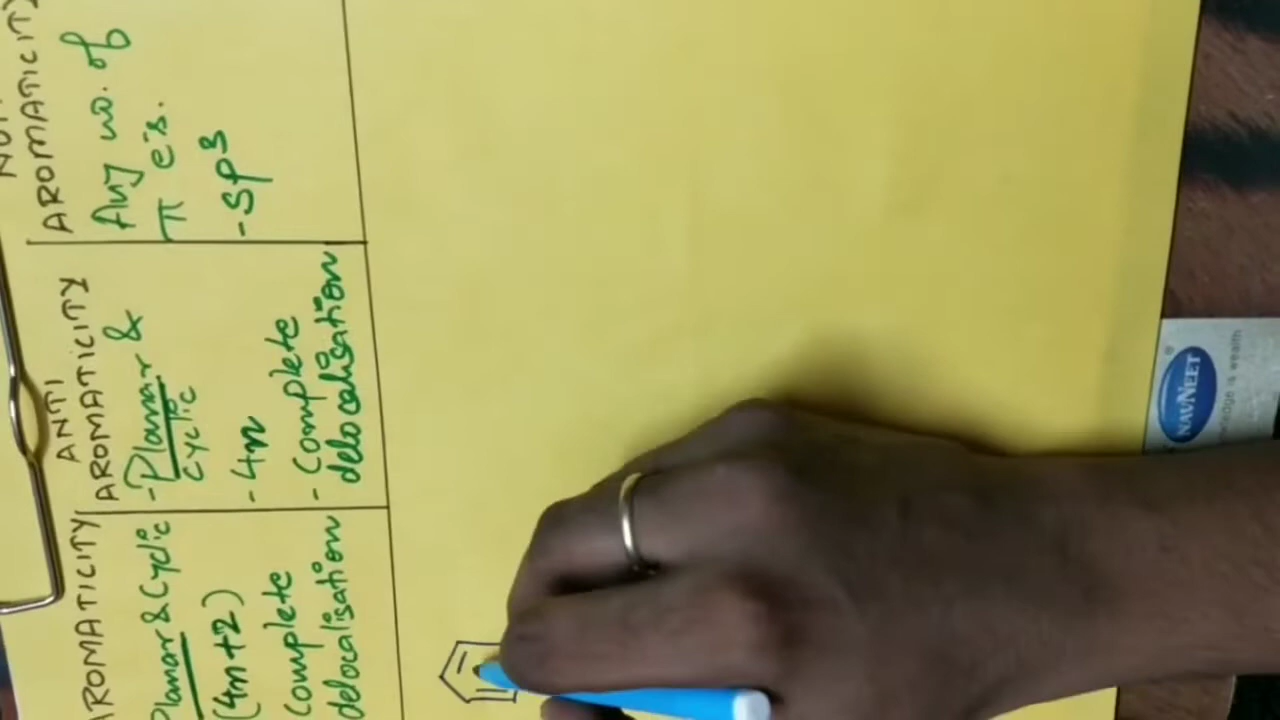 AROMATICITY
Planar & Cyclic
(4n+2)
Complete
delocalisation
ANTI
AROMATICITY
- Planar &
cyclic
- 4n
- Complete
delocalisation
AROMATICITY
Any no. of
π e⁻s.
- sp³
NAVNEET